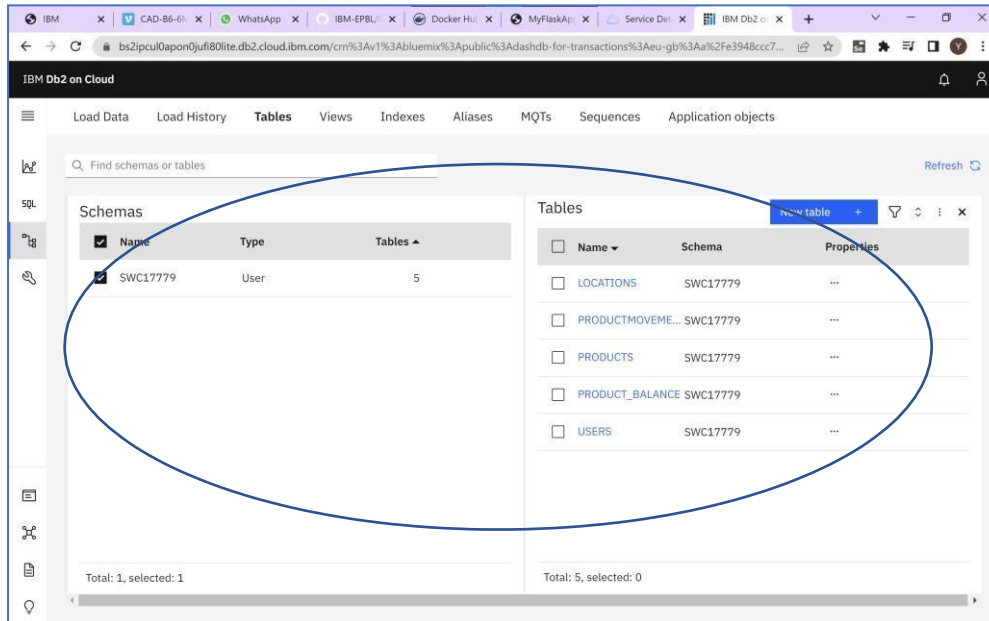 IBM
CAD-B6-6N
WhatsApp
IBM-EPBL/
Docker Hul
MyFlaskAp
Service Det
IBM Db2 o
bs2ipcul0apon0jufi80lite.db2.cloud.ibm.com/crn%3Av1%3Abluemix%3Apublic%3Adashdb-for-transactions%3Aeu-gb%3Aa%2Fe3948ccc7...
Y
IBM Db2 on Cloud
Load Data Load History Tables Views Indexes Aliases MQTs Sequences Application objects
Find schemas or tables
Refresh
SQL
Schemas
Name Type Tables
SWC17779 User 5
Total: 1, selected: 1
Tables
New table +
Name Schema Properties
LOCATIONS SWC17779 ...
PRODUCTMOVEME... SWC17779 ...
PRODUCTS SWC17779 ...
PRODUCT_BALANCE SWC17779 ...
USERS SWC17779 ...
Total: 5, selected: 0